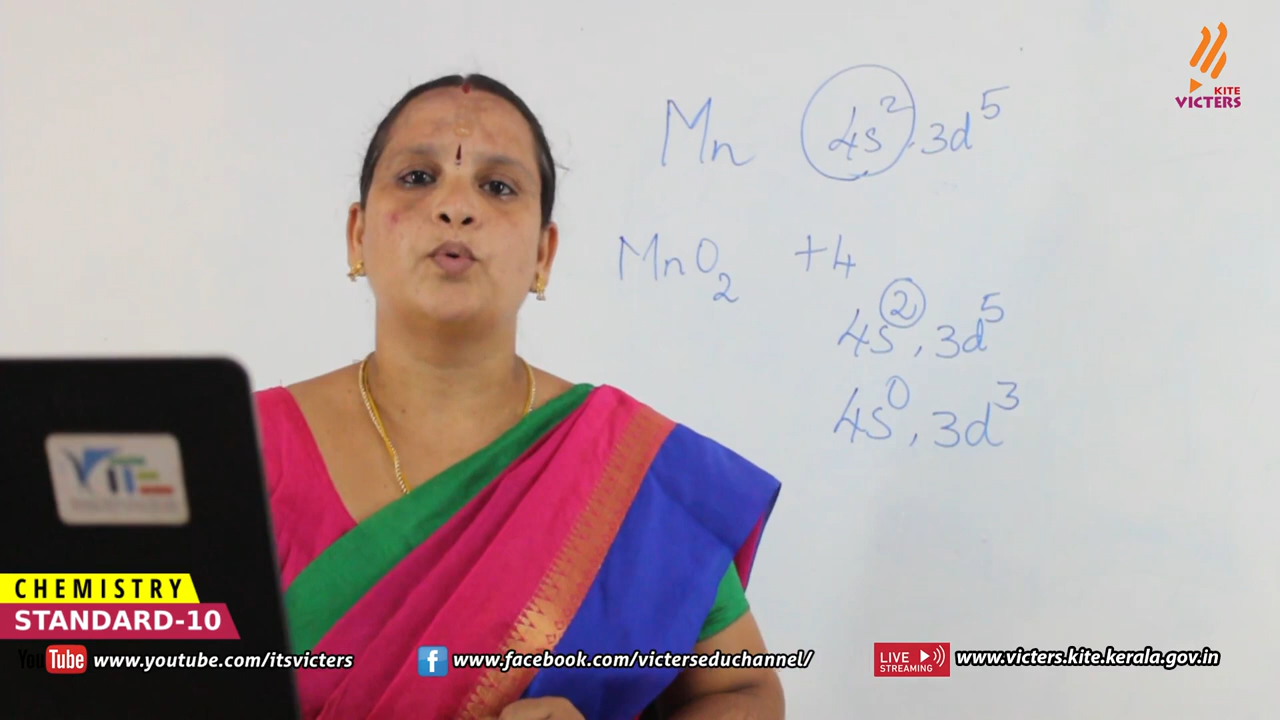 KITE
VICTERS
Mn 4s², 3d⁵
MnO₂ +4
4s², 3d⁵
4s⁰, 3d³
KITE
CHEMISTRY
STANDARD-10
YouTube www.youtube.com/itsvicters
f www.facebook.com/victerseduchannel/
LIVE STREAMING www.victers.kite.kerala.gov.in